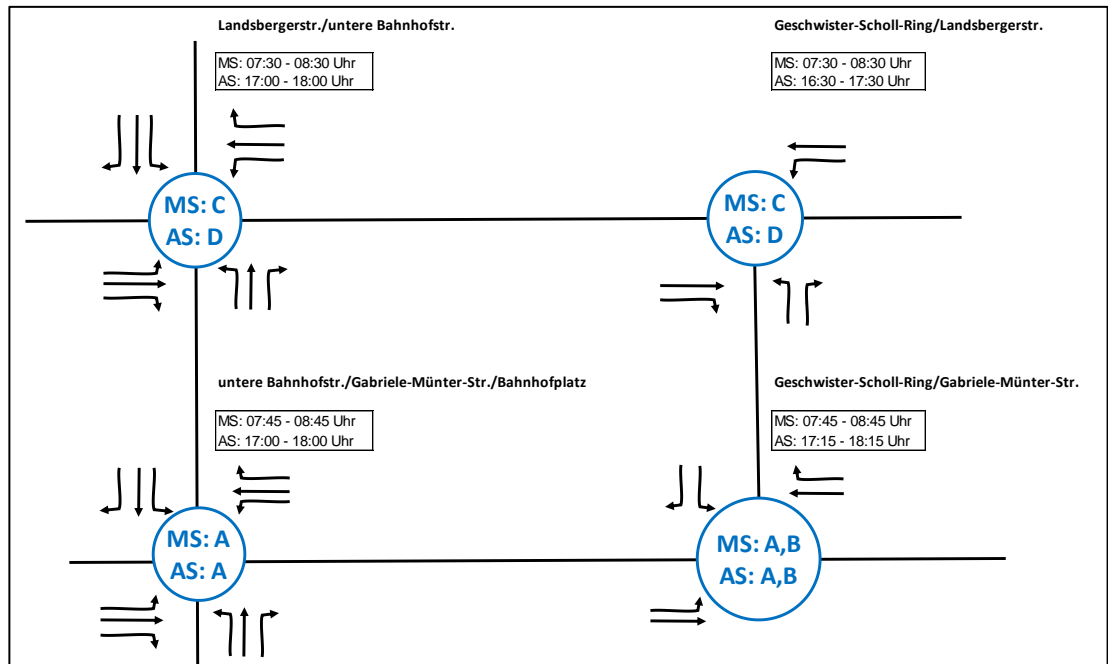 Landsbergerstr./untere Bahnhofstr.
MS: 07:30 - 08:30 Uhr
AS: 17:00 - 18:00 Uhr
Geschwister-Scholl-Ring/Landsbergerstr.
MS: 07:30 - 08:30 Uhr
AS: 16:30 - 17:30 Uhr
MS: C
AS: D
MS: C
AS: D
untere Bahnhofstr./Gabriele-Münter-Str./Bahnhofplatz
MS: 07:45 - 08:45 Uhr
AS: 17:00 - 18:00 Uhr
Geschwister-Scholl-Ring/Gabriele-Münter-Str.
MS: 07:45 - 08:45 Uhr
AS: 17:15 - 18:15 Uhr
MS: A
AS: A
MS: A,B
AS: A,B